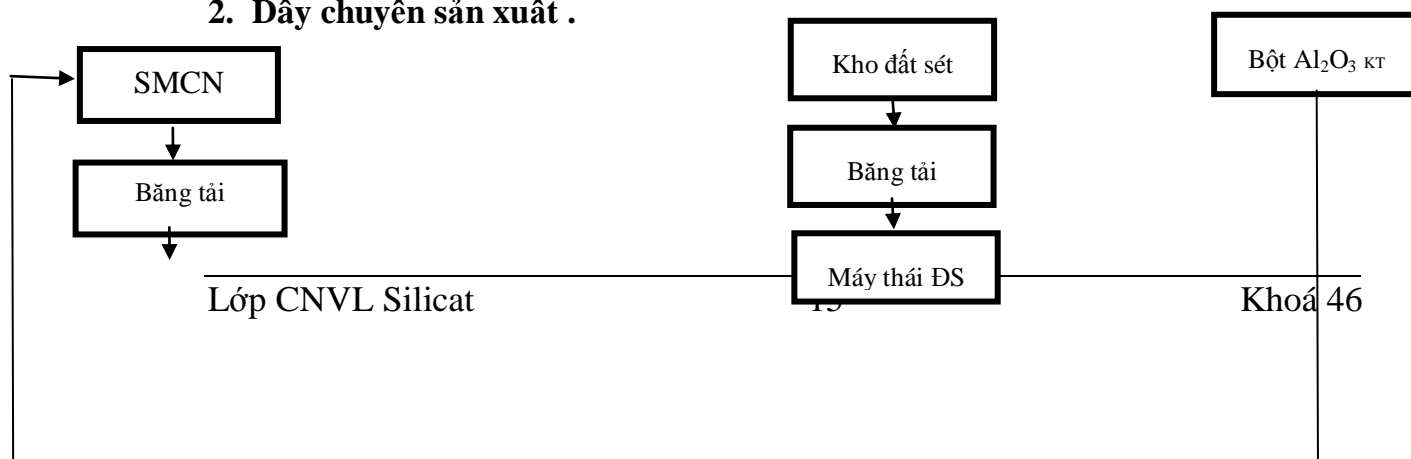 2. Dây chuyền sản xuất .
SMCN
Băng tải
Kho đất sét
Băng tải
Máy thái ĐS
Bột Al₂O₃ KT
Lớp CNVL Silicat
Khoá 46